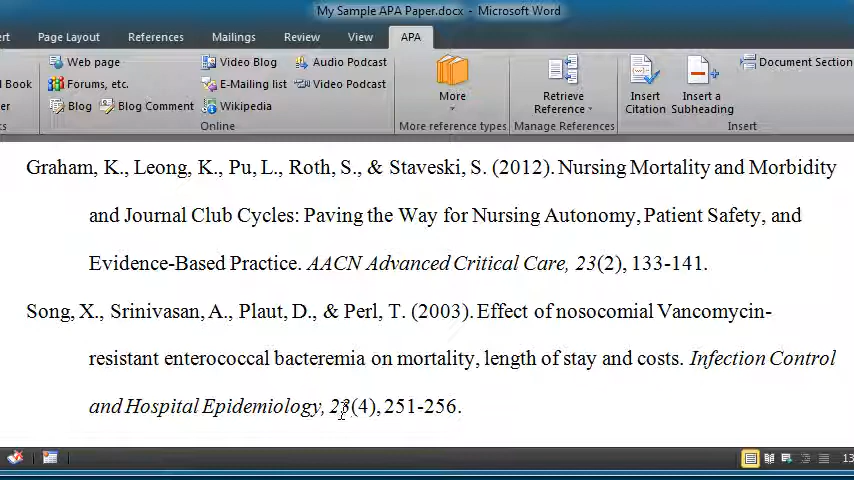 My Sample APA Paper.docx - Microsoft Word
rt Page Layout References Mailings Review View APA
Web page Video Blog Audio Podcast Document Section
d Book Forums, etc. E-Mailing list Video Podcast More Retrieve Reference Insert Citation Insert a Subheading
er Blog Blog Comment Wikipedia
cs Online More reference types Manage References Insert
Graham, K., Leong, K., Pu, L., Roth, S., & Staveski, S. (2012). Nursing Mortality and Morbidity
and Journal Club Cycles: Paving the Way for Nursing Autonomy, Patient Safety, and
Evidence-Based Practice. AACN Advanced Critical Care, 23(2), 133-141.
Song, X., Srinivasan, A., Plaut, D., & Perl, T. (2003). Effect of nosocomial Vancomycin-
resistant enterococcal bacteremia on mortality, length of stay and costs. Infection Control
and Hospital Epidemiology, 23(4), 251-256.
13